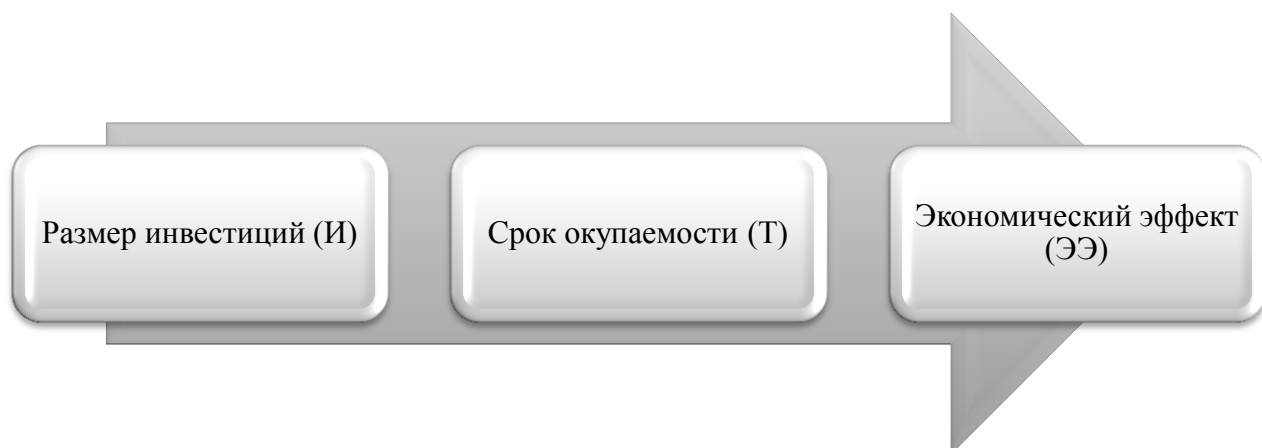 Размер инвестиций (И)
Срок окупаемости (Т)
Экономический эффект
(ЭЭ)